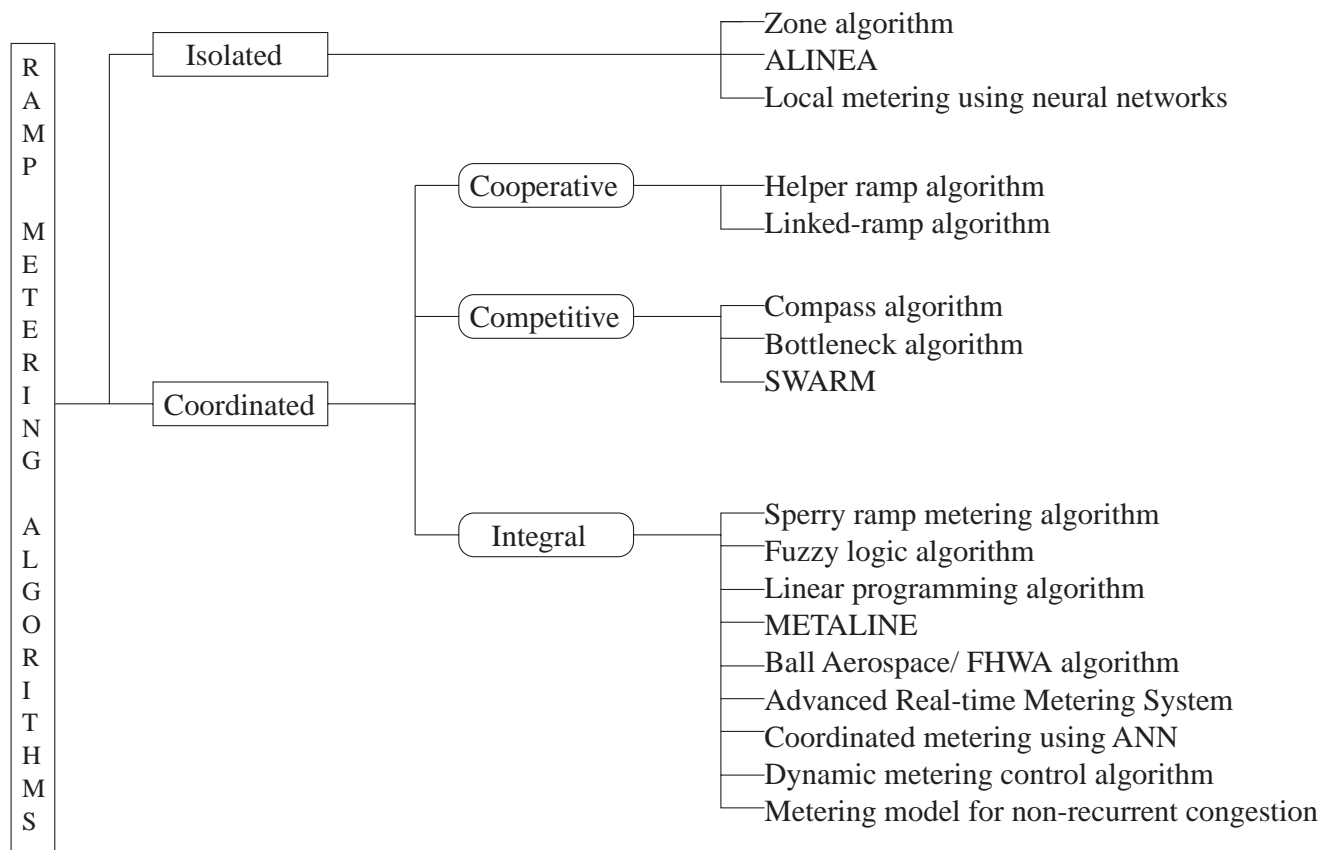 RAMP METERING ALGORITHMS
Isolated
Zone algorithm
ALINEA
Local metering using neural networks
Coordinated
Cooperative
Helper ramp algorithm
Linked-ramp algorithm
Competitive
Compass algorithm
Bottleneck algorithm
SWARM
Integral
Sperry ramp metering algorithm
Fuzzy logic algorithm
Linear programming algorithm
METALINE
Ball Aerospace/ FHWA algorithm
Advanced Real-time Metering System
Coordinated metering using ANN
Dynamic metering control algorithm
Metering model for non-recurrent congestion